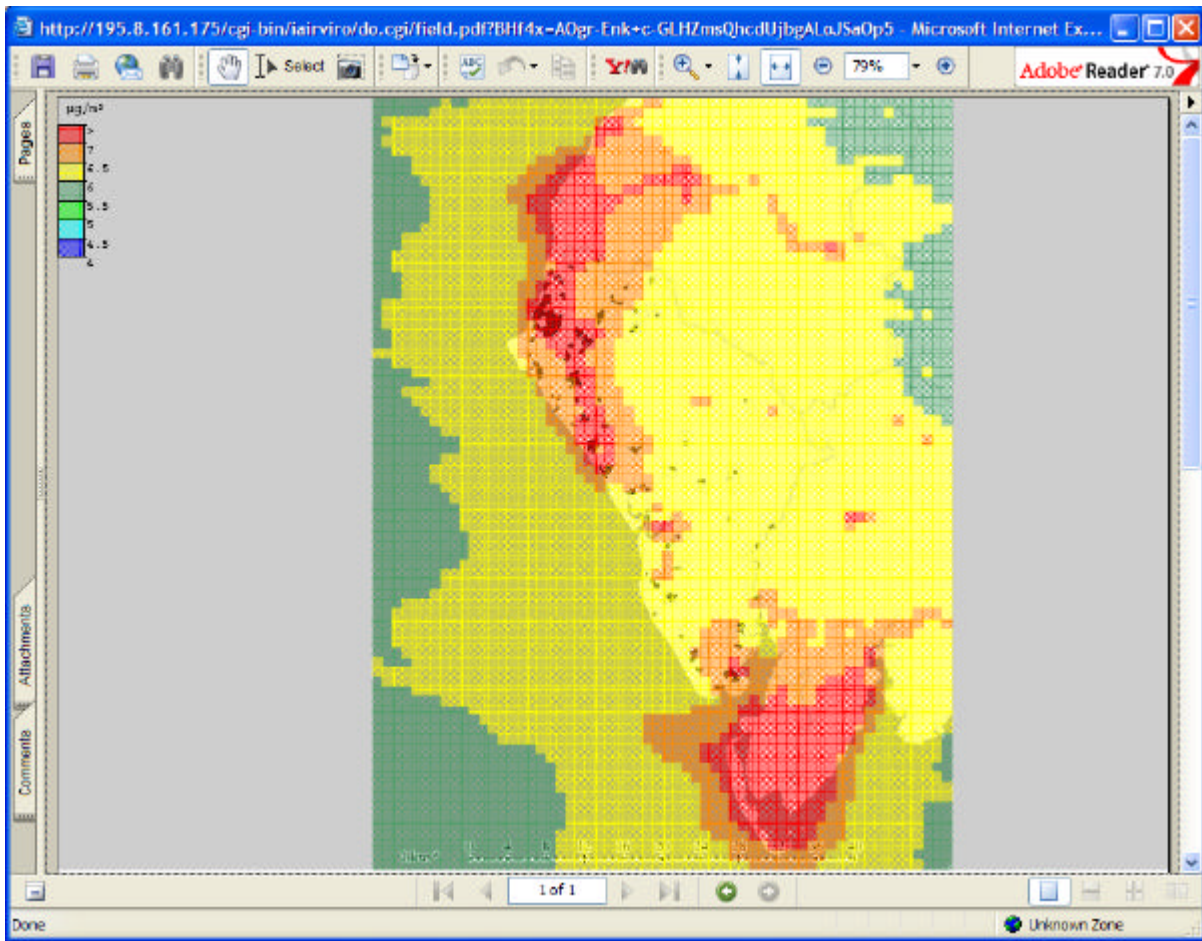 http://195.8.161.175/cgi-bin/iairviro/do.cgi/field.pdf?BHf4x=AOgr-Enk+c-GLHZmsQhcdUjbgALoJSaOp5 - Microsoft Internet Ex...
Select
79%
Adobe Reader 7.0
Pages
µg/m³
>
7
6.5
6
5.5
5
4.5
4
Attachments
Comments
1 of 1
Done
Unknown Zone